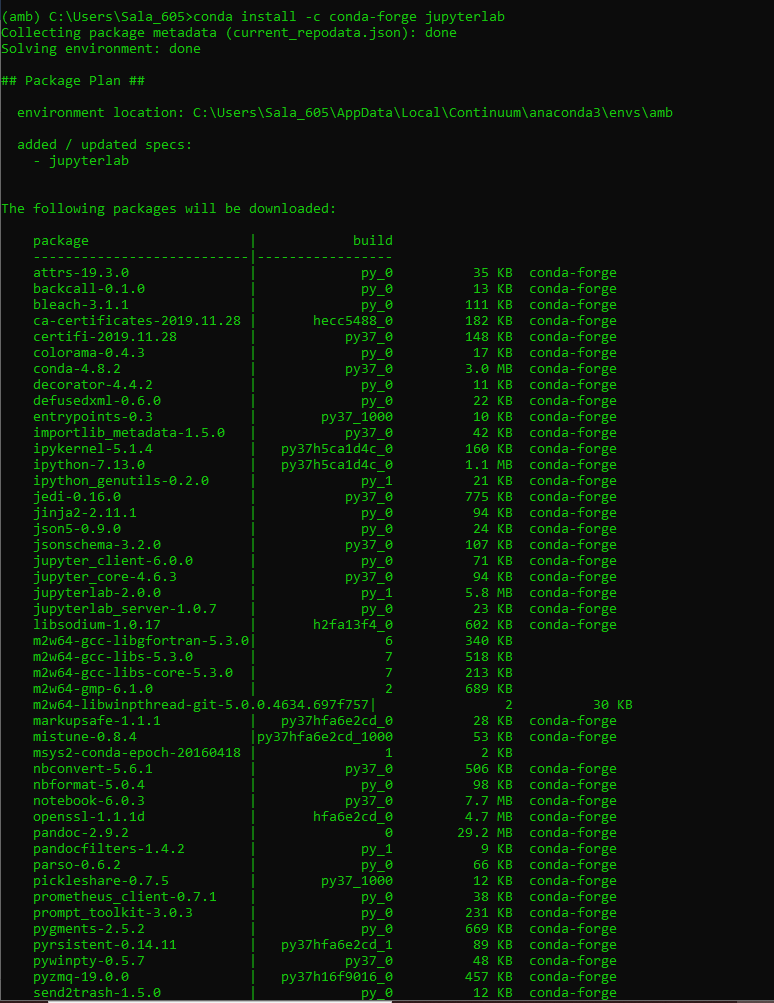 (amb) C:\Users\Sala_605>conda install -c conda-forge jupyterlab
Collecting package metadata (current_repodata.json): done
Solving environment: done
## Package Plan ##
environment location: C:\Users\Sala_605\AppData\Local\Continuum\anaconda3\envs\amb
added / updated specs:
- jupyterlab
The following packages will be downloaded:
package | build
---------------------------|-----------------
attrs-19.3.0 | py_0 35 KB conda-forge
backcall-0.1.0 | py_0 13 KB conda-forge
bleach-3.1.1 | py_0 111 KB conda-forge
ca-certificates-2019.11.28 | hecc5488_0 182 KB conda-forge
certifi-2019.11.28 | py37_0 148 KB conda-forge
colorama-0.4.3 | py_0 17 KB conda-forge
conda-4.8.2 | py37_0 3.0 MB conda-forge
decorator-4.4.2 | py_0 11 KB conda-forge
defusedxml-0.6.0 | py_0 22 KB conda-forge
entrypoints-0.3 | py37_1000 10 KB conda-forge
importlib_metadata-1.5.0 | py37_0 42 KB conda-forge
ipykernel-5.1.4 | py37h5ca1d4c_0 160 KB conda-forge
ipython-7.13.0 | py37h5ca1d4c_0 1.1 MB conda-forge
ipython_genutils-0.2.0 | py_1 21 KB conda-forge
jedi-0.16.0 | py37_0 775 KB conda-forge
jinja2-2.11.1 | py_0 94 KB conda-forge
json5-0.9.0 | py_0 24 KB conda-forge
jsonschema-3.2.0 | py37_0 107 KB conda-forge
jupyter_client-6.0.0 | py_0 71 KB conda-forge
jupyter_core-4.6.3 | py37_0 94 KB conda-forge
jupyterlab-2.0.0 | py_1 5.8 MB conda-forge
jupyterlab_server-1.0.7 | py_0 23 KB conda-forge
libsodium-1.0.17 | h2fa13f4_0 602 KB conda-forge
m2w64-gcc-libgfortran-5.3.0| 6 340 KB
m2w64-gcc-libs-5.3.0 | 7 518 KB
m2w64-gcc-libs-core-5.3.0 | 7 213 KB
m2w64-gmp-6.1.0 | 2 689 KB
m2w64-libwinpthread-git-5.0.0.4634.697f757| 2 30 KB
markupsafe-1.1.1 | py37hfa6e2cd_0 28 KB conda-forge
mistune-0.8.4 |py37hfa6e2cd_1000 53 KB conda-forge
msys2-conda-epoch-20160418 | 1 2 KB
nbconvert-5.6.1 | py37_0 506 KB conda-forge
nbformat-5.0.4 | py_0 98 KB conda-forge
notebook-6.0.3 | py37_0 7.7 MB conda-forge
openssl-1.1.1d | hfa6e2cd_0 4.7 MB conda-forge
pandoc-2.9.2 | 0 29.2 MB conda-forge
pandocfilters-1.4.2 | py_1 9 KB conda-forge
parso-0.6.2 | py_0 66 KB conda-forge
pickleshare-0.7.5 | py37_1000 12 KB conda-forge
prometheus_client-0.7.1 | py_0 38 KB conda-forge
prompt_toolkit-3.0.3 | py_0 231 KB conda-forge
pygments-2.5.2 | py_0 669 KB conda-forge
pyrsistent-0.14.11 | py37hfa6e2cd_1 89 KB conda-forge
pywinpty-0.5.7 | py37_0 48 KB conda-forge
pyzmq-19.0.0 | py37h16f9016_0 457 KB conda-forge
send2trash-1.5.0 | py_0 12 KB conda-forge